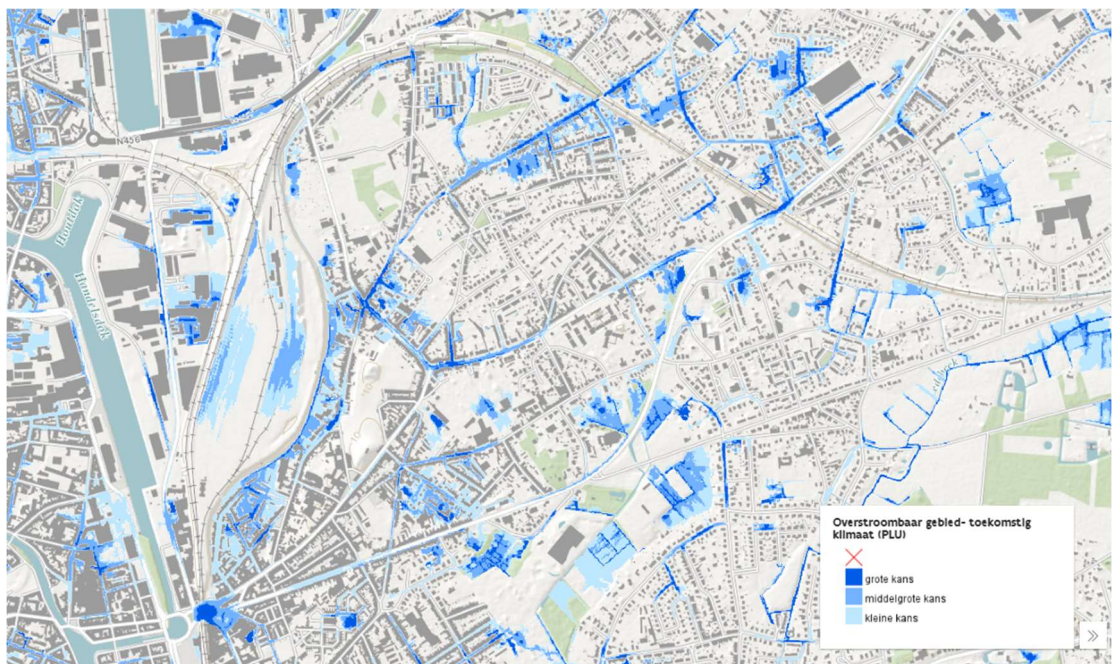 N456
Houtdok
Handelsdok
Overstroombaar gebied- toekomstig
klimaat (PLU)
grote kans
middelgrote kans
kleine kans